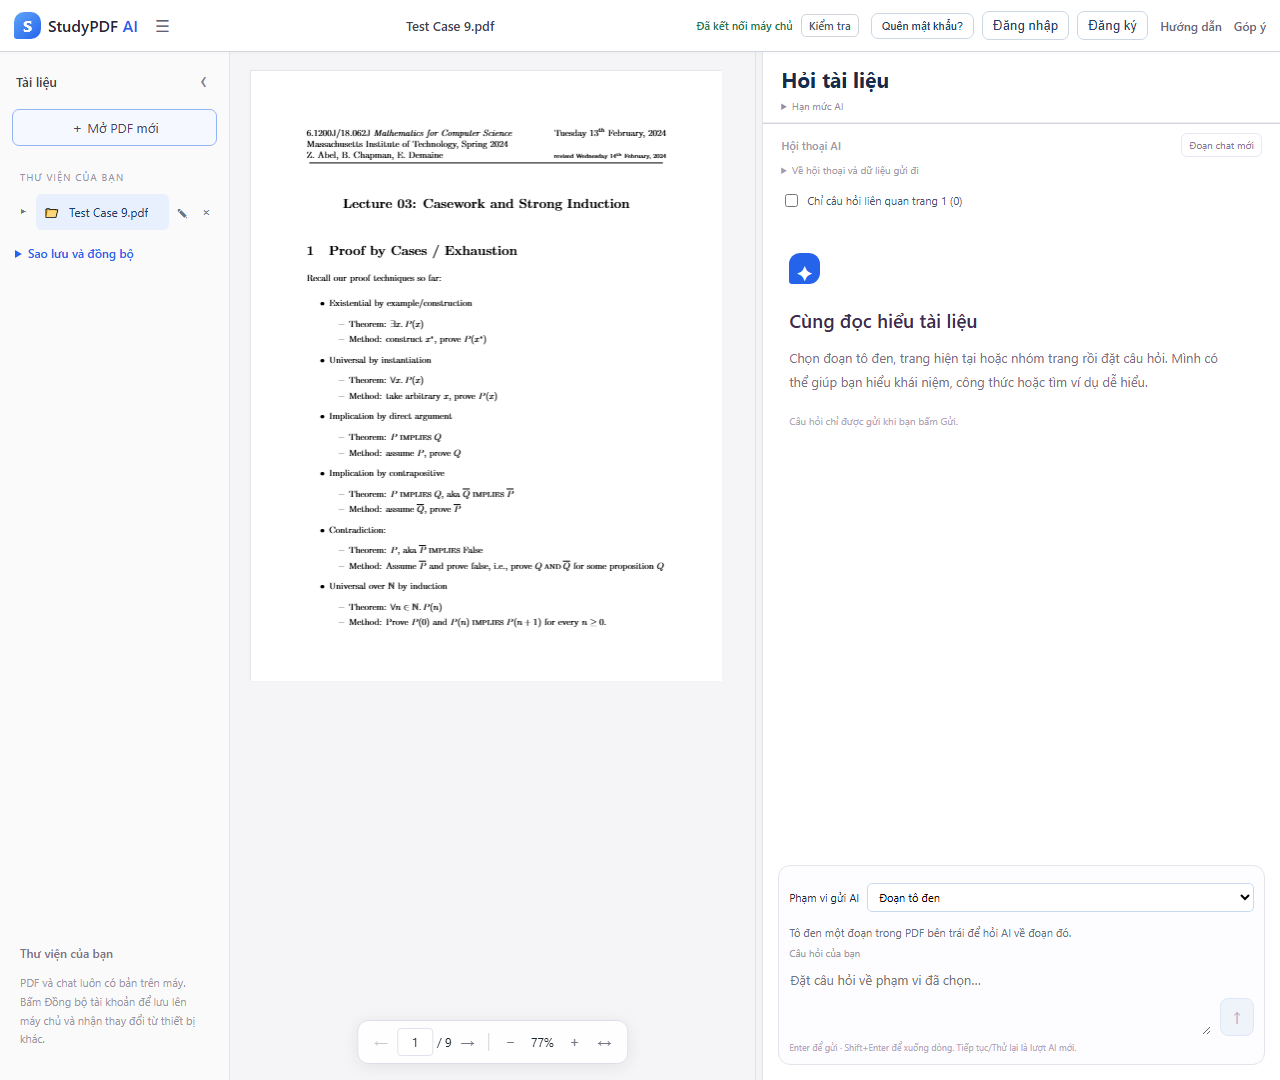 S StudyPDF AI ☰ Test Case 9.pdf Đã kết nối máy chủ Kiểm tra Quên mật khẩu? Đăng nhập Đăng ký Hướng dẫn Góp ý
Tài liệu
+ Mở PDF mới
THƯ VIỆN CỦA BẠN
Test Case 9.pdf ×
Sao lưu và đồng bộ
Thư viện của bạn
PDF và chat luôn có bản trên máy.
Bấm Đồng bộ tài khoản để lưu lên
máy chủ và nhận thay đổi từ thiết bị
khác.
6.1200J/18.062J Mathematics for Computer Science Tuesday 13th February, 2024
Massachusetts Institute of Technology, Spring 2024
Z. Abel, B. Chapman, E. Demaine revised Wednesday 14th February, 2024
Lecture 03: Casework and Strong Induction
1 Proof by Cases / Exhaustion
Recall our proof techniques so far:
• Existential by example/construction
– Theorem: ∃x. P(x)
– Method: construct x*, prove P(x*)
• Universal by instantiation
– Theorem: ∀x. P(x)
– Method: take arbitrary x, prove P(x)
• Implication by direct argument
– Theorem: P IMPLIES Q
– Method: assume P, prove Q
• Implication by contrapositive
– Theorem: P IMPLIES Q, aka Q̅ IMPLIES P̅
– Method: assume Q̅, prove P̅
• Contradiction:
– Theorem: P, aka P̅ IMPLIES False
– Method: Assume P̅ and prove false, i.e., prove Q AND Q̅ for some proposition Q
• Universal over ℕ by induction
– Theorem: ∀n ∈ ℕ. P(n)
– Method: Prove P(0) and P(n) IMPLIES P(n + 1) for every n ≥ 0.
← 1 / 9 → − 77% + ↔
Hỏi tài liệu
Hạn mức AI
Hội thoại AI Đoạn chat mới
Về hội thoại và dữ liệu gửi đi
Chỉ câu hỏi liên quan trang 1 (0)
Cùng đọc hiểu tài liệu
Chọn đoạn tô đen, trang hiện tại hoặc nhóm trang rồi đặt câu hỏi. Mình có
thể giúp bạn hiểu khái niệm, công thức hoặc tìm ví dụ dễ hiểu.
Câu hỏi chỉ được gửi khi bạn bấm Gửi.
Phạm vi gửi AI Đoạn tô đen
Tô đen một đoạn trong PDF bên trái để hỏi AI về đoạn đó.
Câu hỏi của bạn
Đặt câu hỏi về phạm vi đã chọn...
↑
Enter để gửi · Shift+Enter để xuống dòng. Tiếp tục/Thử lại là lượt AI mới.